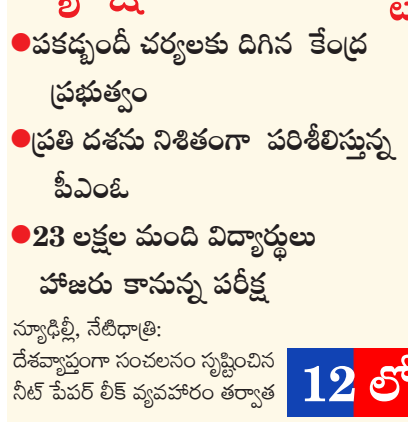 ●పకడ్బందీ చర్యలకు దిగిన కేంద్ర
ప్రభుత్వం
●ప్రతి దశను నిశితంగా పరిశీలిస్తున్న
పీఎంఓ
●23 లక్షల మంది విద్యార్థులు
హాజరు కానున్న పరీక్ష
న్యూఢిల్లీ, నేటిధాత్రి:
దేశవ్యాప్తంగా సంచలనం సృష్టించిన
నీట్ పేపర్ లీక్ వ్యవహారం తర్వాత
12 లో